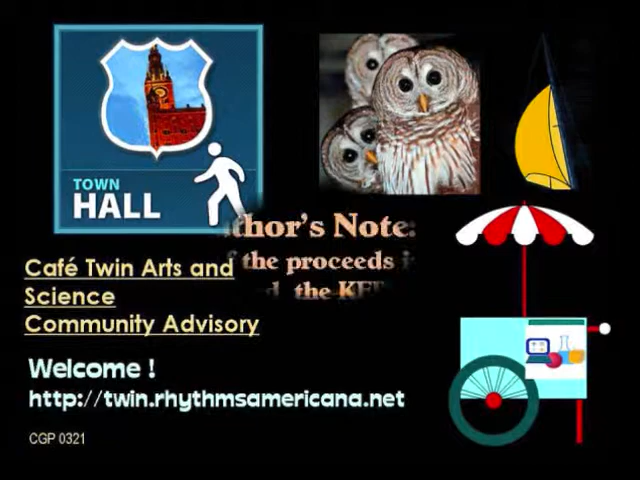 TOWN
HALL
thor's Note:
the proceeds
the
Café Twin Arts and
Science
Community Advisory
Welcome !
http://twin.rhythmsamericana.net
CGP 0321